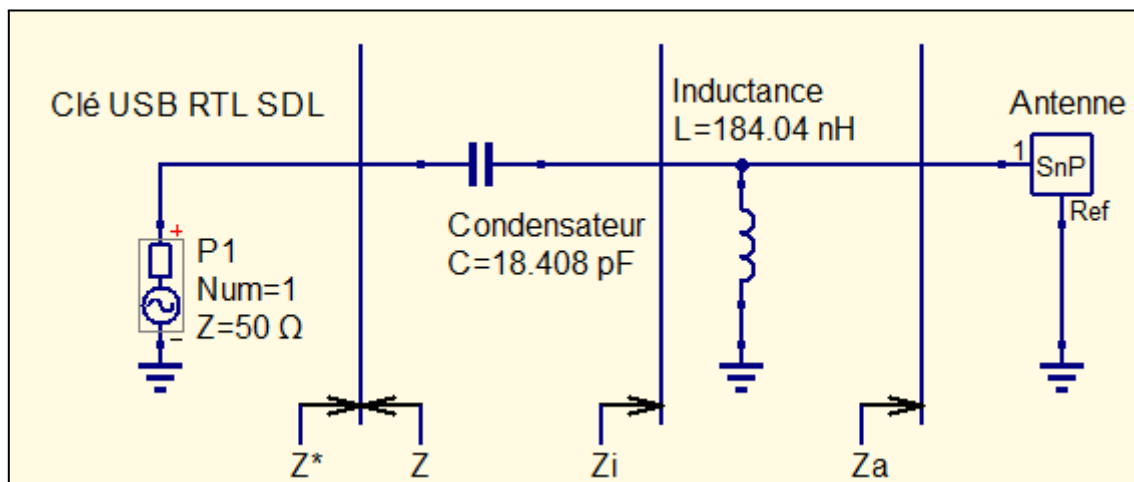 Clé USB RTL SDL
Inductance
L=184.04 nH
Antenne
1
SnP
Ref
+
P1
Num=1
Z=50 Ω
−
Condensateur
C=18.408 pF
Z*
Z
Zi
Za